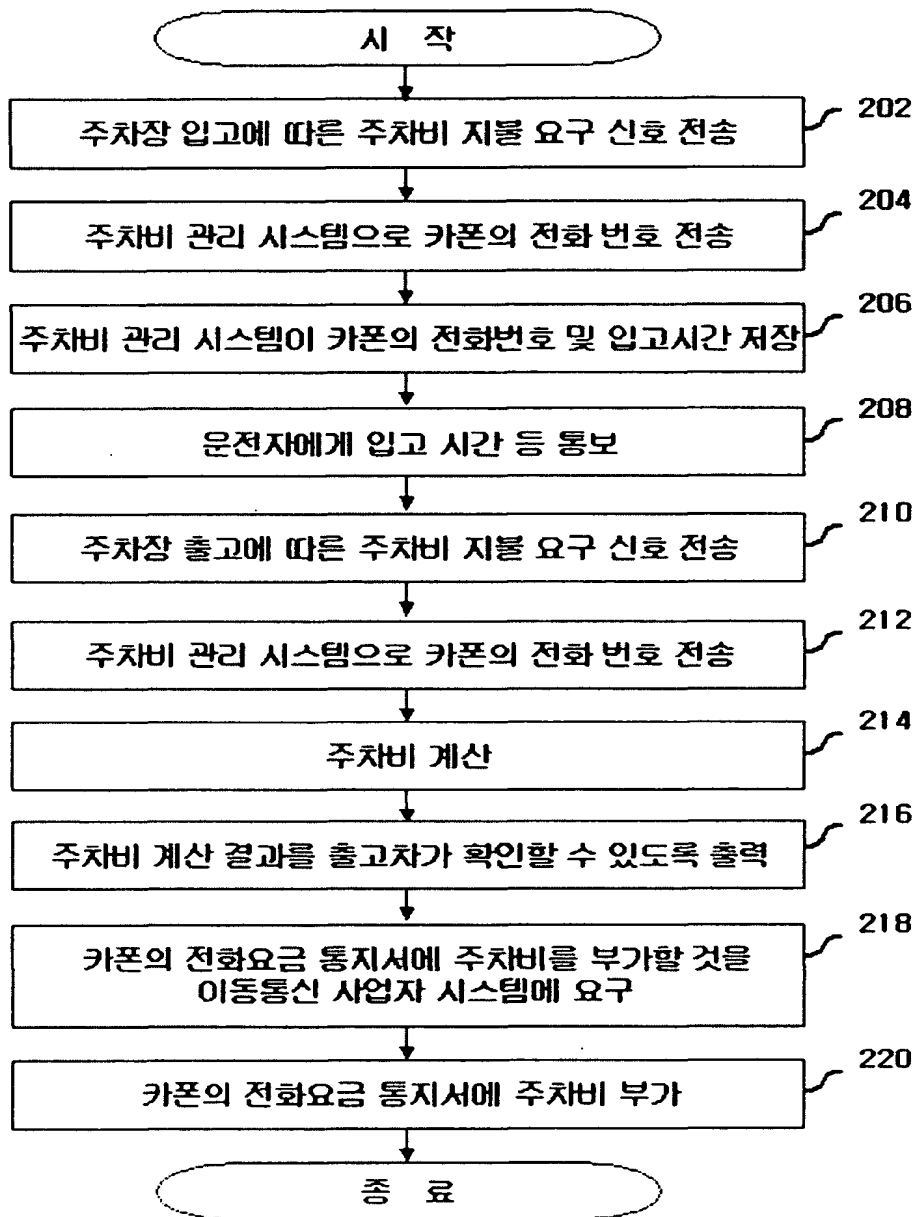 시 작
주차장 입고에 따른 주차비 지불 요구 신호 전송
202
주차비 관리 시스템으로 카폰의 전화 번호 전송
204
주차비 관리 시스템이 카폰의 전화번호 및 입고시간 저장
206
운전자에게 입고 시간 등 통보
208
주차장 출고에 따른 주차비 지불 요구 신호 전송
210
주차비 관리 시스템으로 카폰의 전화 번호 전송
212
주차비 계산
214
주차비 계산 결과를 출고차가 확인할 수 있도록 출력
216
카폰의 전화요금 통지서에 주차비를 부가할 것을
이동통신 사업자 시스템에 요구
218
카폰의 전화요금 통지서에 주차비 부가
220
종 료